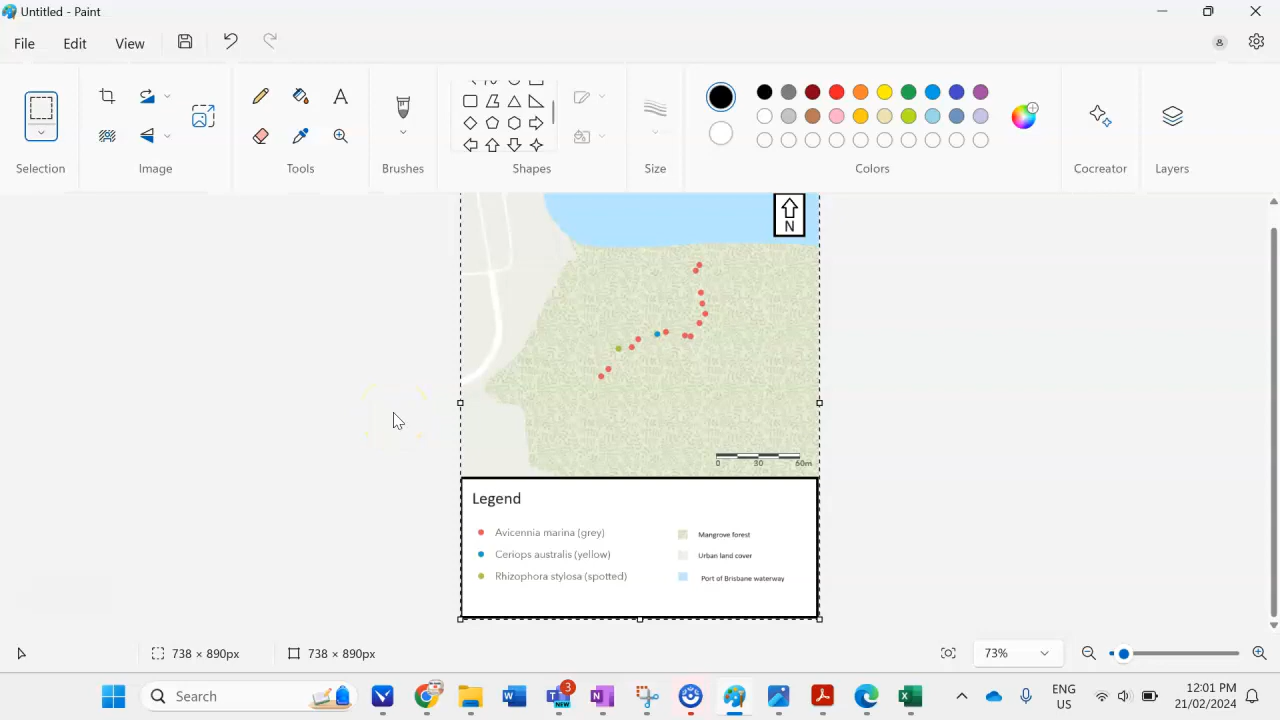 Untitled - Paint
File Edit View
Selection Image Tools Brushes Shapes Size Colors Cocreator Layers
N
0 30 60m
Legend
Avicennia marina (grey)
Ceriops australis (yellow)
Rhizophora stylosa (spotted)
Mangrove forest
Urban land cover
Port of Brisbane waterway
738 × 890px 738 × 890px 73%
Search
3
NEW
ENG
US
12:01 PM
21/02/2024